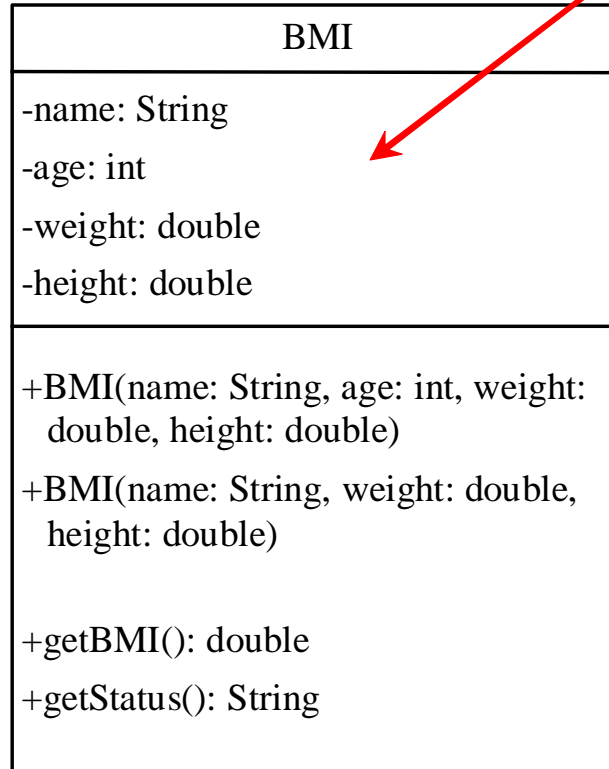 BMI
-name: String
-age: int
-weight: double
-height: double
+BMI(name: String, age: int, weight:
double, height: double)
+BMI(name: String, weight: double,
height: double)
+getBMI(): double
+getStatus(): String